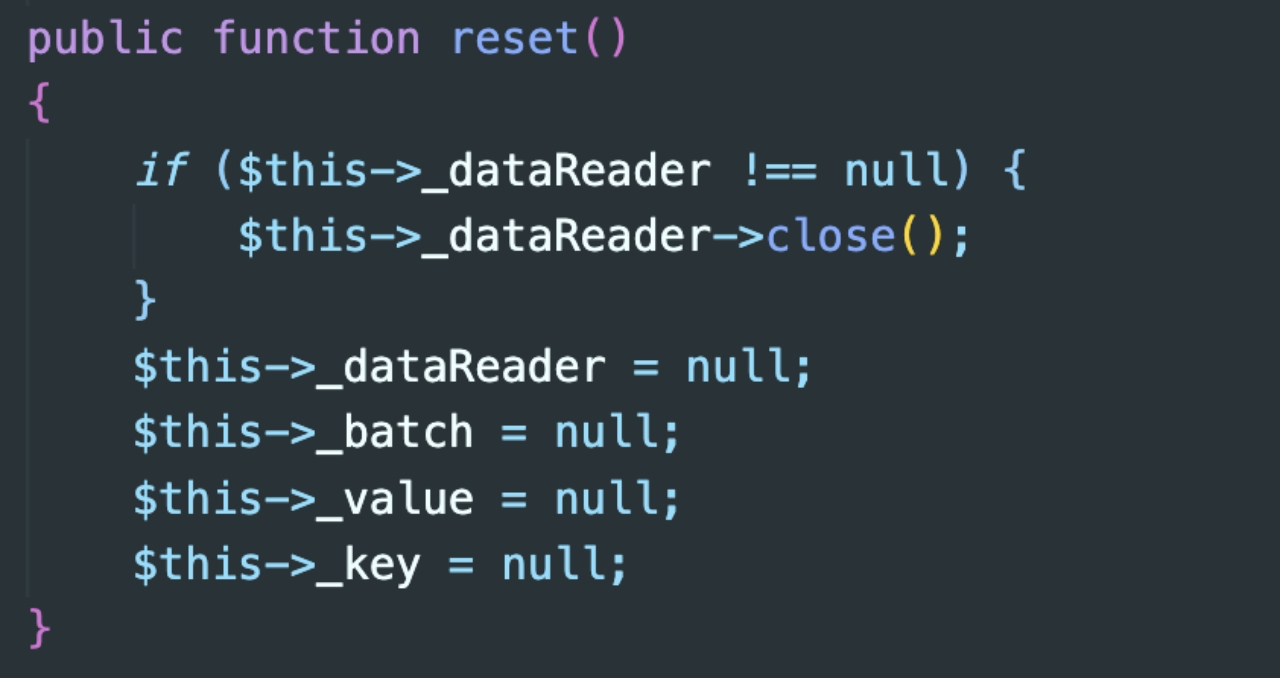 public function reset()
{
    if ($this->_dataReader !== null) {
        $this->_dataReader->close();
    }
    $this->_dataReader = null;
    $this->_batch = null;
    $this->_value = null;
    $this->_key = null;
}